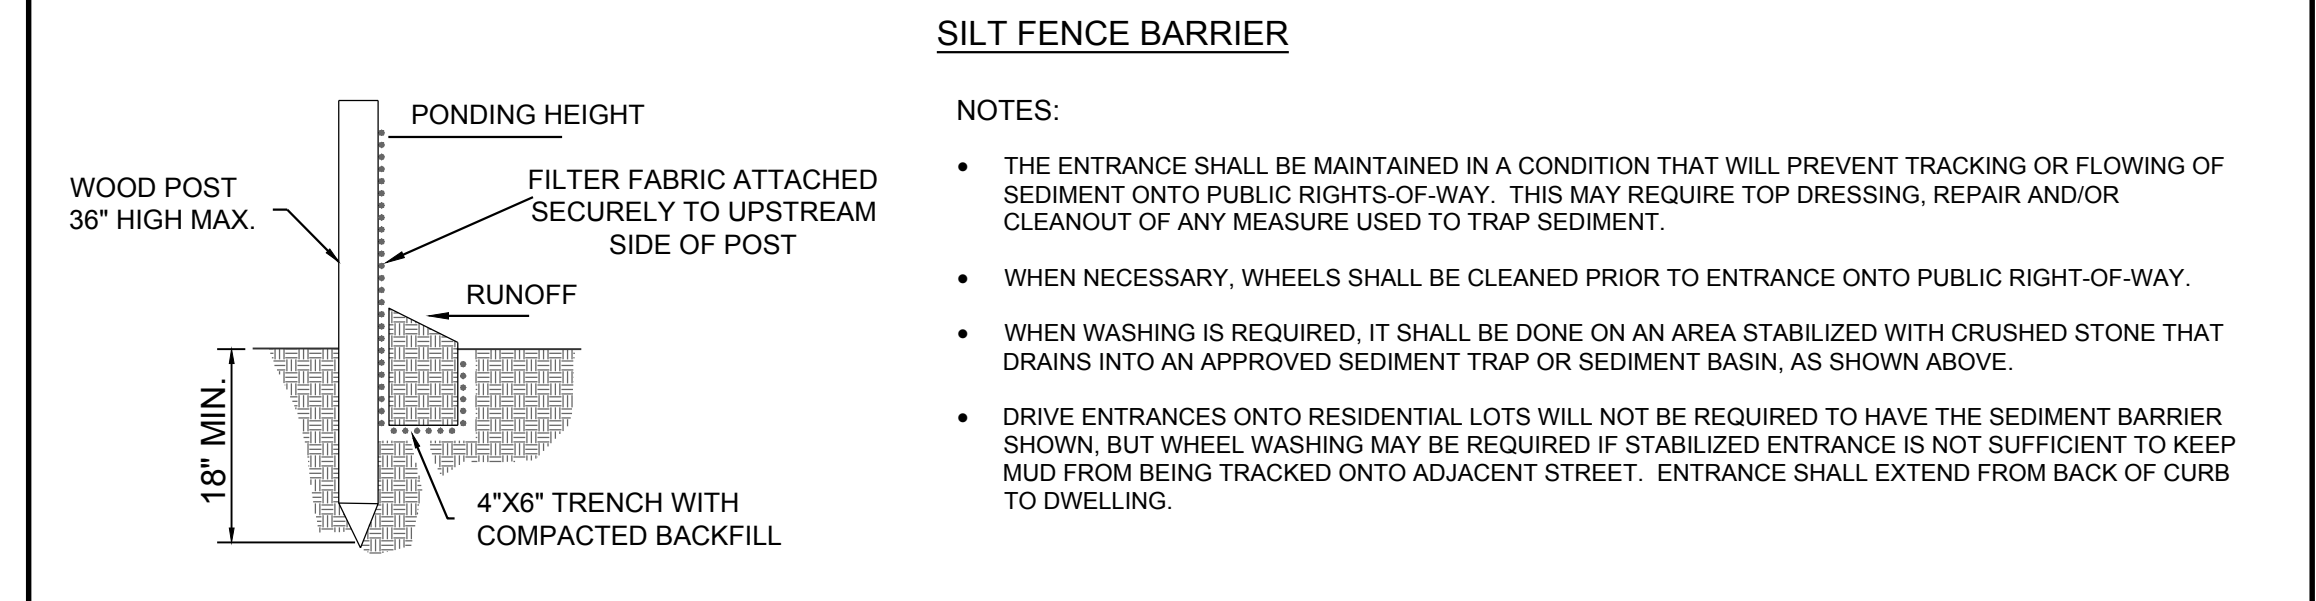 SILT FENCE BARRIER
PONDING HEIGHT
WOOD POST
36" HIGH MAX.
FILTER FABRIC ATTACHED
SECURELY TO UPSTREAM
SIDE OF POST
RUNOFF
18" MIN.
4"X6" TRENCH WITH
COMPACTED BACKFILL
NOTES:
• THE ENTRANCE SHALL BE MAINTAINED IN A CONDITION THAT WILL PREVENT TRACKING OR FLOWING OF
SEDIMENT ONTO PUBLIC RIGHTS-OF-WAY. THIS MAY REQUIRE TOP DRESSING, REPAIR AND/OR
CLEANOUT OF ANY MEASURE USED TO TRAP SEDIMENT.
• WHEN NECESSARY, WHEELS SHALL BE CLEANED PRIOR TO ENTRANCE ONTO PUBLIC RIGHT-OF-WAY.
• WHEN WASHING IS REQUIRED, IT SHALL BE DONE ON AN AREA STABILIZED WITH CRUSHED STONE THAT
DRAINS INTO AN APPROVED SEDIMENT TRAP OR SEDIMENT BASIN, AS SHOWN ABOVE.
• DRIVE ENTRANCES ONTO RESIDENTIAL LOTS WILL NOT BE REQUIRED TO HAVE THE SEDIMENT BARRIER
SHOWN, BUT WHEEL WASHING MAY BE REQUIRED IF STABILIZED ENTRANCE IS NOT SUFFICIENT TO KEEP
MUD FROM BEING TRACKED ONTO ADJACENT STREET. ENTRANCE SHALL EXTEND FROM BACK OF CURB
TO DWELLING.